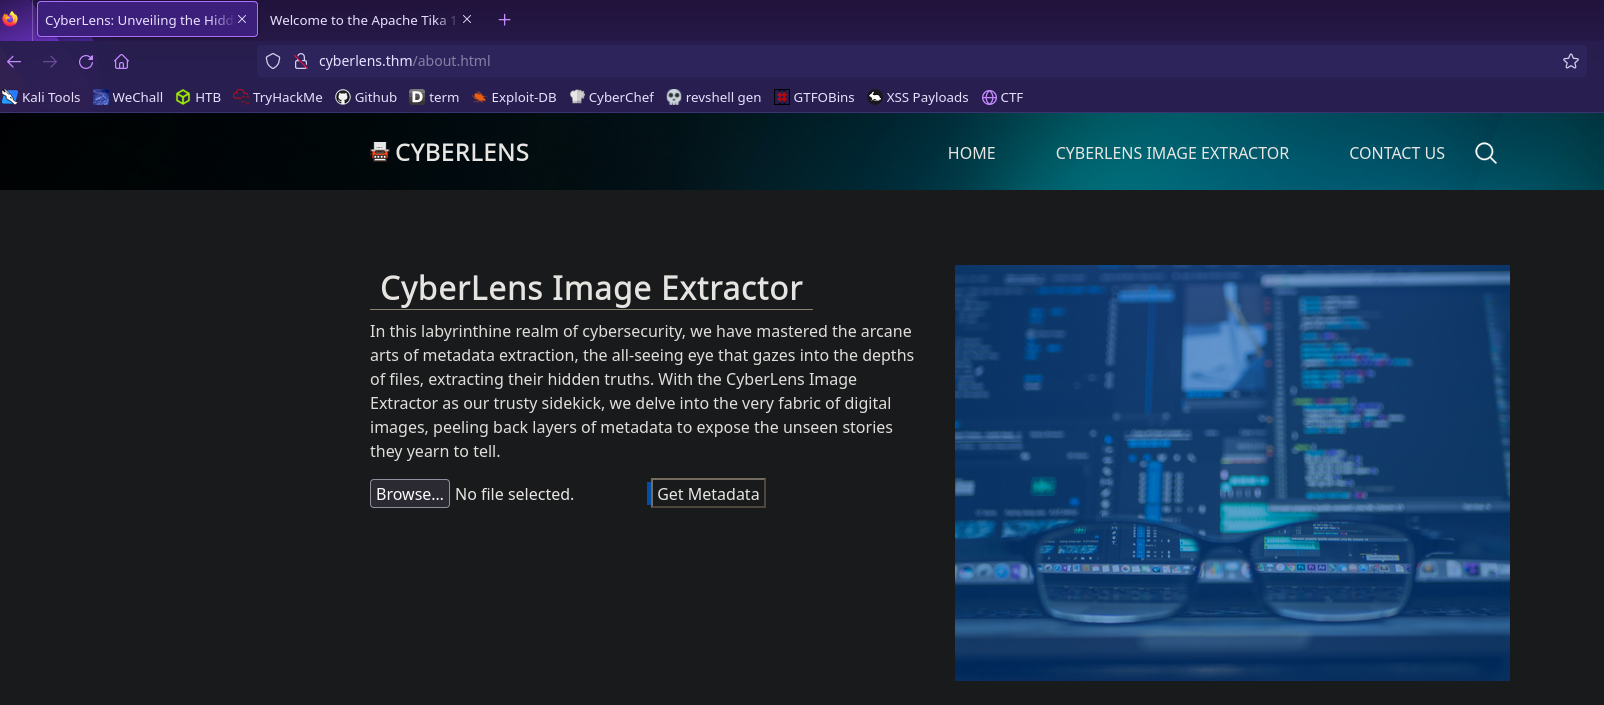 CyberLens: Unveiling the Hidd
Welcome to the Apache Tika 1
cyberlens.thm/about.html
Kali Tools WeChall HTB TryHackMe Github term Exploit-DB CyberChef revshell gen GTFOBins XSS Payloads CTF
CYBERLENS HOME CYBERLENS IMAGE EXTRACTOR CONTACT US
CyberLens Image Extractor
In this labyrinthine realm of cybersecurity, we have mastered the arcane
arts of metadata extraction, the all-seeing eye that gazes into the depths
of files, extracting their hidden truths. With the CyberLens Image
Extractor as our trusty sidekick, we delve into the very fabric of digital
images, peeling back layers of metadata to expose the unseen stories
they yearn to tell.
Browse... No file selected. Get Metadata